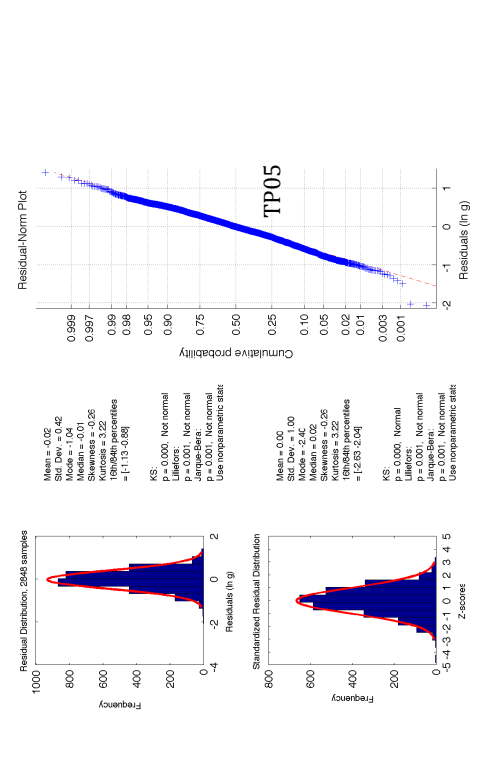 Residual Distribution, 2848 samples
1000
800
600
400
200
0
Frequency
-4
-2
0
2
Residuals (ln g)
Mean = -0.02
Std. Dev. = 0.42
Mode = -1.04
Median = -0.01
Skewness = -0.26
Kurtosis = 3.22
16th/84th percentiles
= [-1.13 -0.88]
KS:
p = 0.000, Not normal
Lilliefors:
p = 0.001, Not normal
Jarque-Bera:
p = 0.001, Not normal
Use nonparametric stats
Residual-Norm Plot
0.999
0.997
0.99
0.98
0.95
0.90
0.75
0.50
0.25
0.10
0.05
0.02
0.01
0.003
0.001
Cumulative probability
-2
-1
0
1
Residuals (ln g)
TP05
Standardized Residual Distribution
800
600
400
200
0
Frequency
-5 -4 -3 -2 -1 0 1 2 3 4 5
Z-scores
Mean = 0.00
Std. Dev. = 1.00
Mode = -2.40
Median = 0.02
Skewness = -0.26
Kurtosis = 3.22
16th/84th percentiles
= [-2.63 -2.04]
KS:
p = 0.000, Normal
Lilliefors:
p = 0.001, Not normal
Jarque-Bera:
p = 0.001, Not normal
Use nonparametric stats